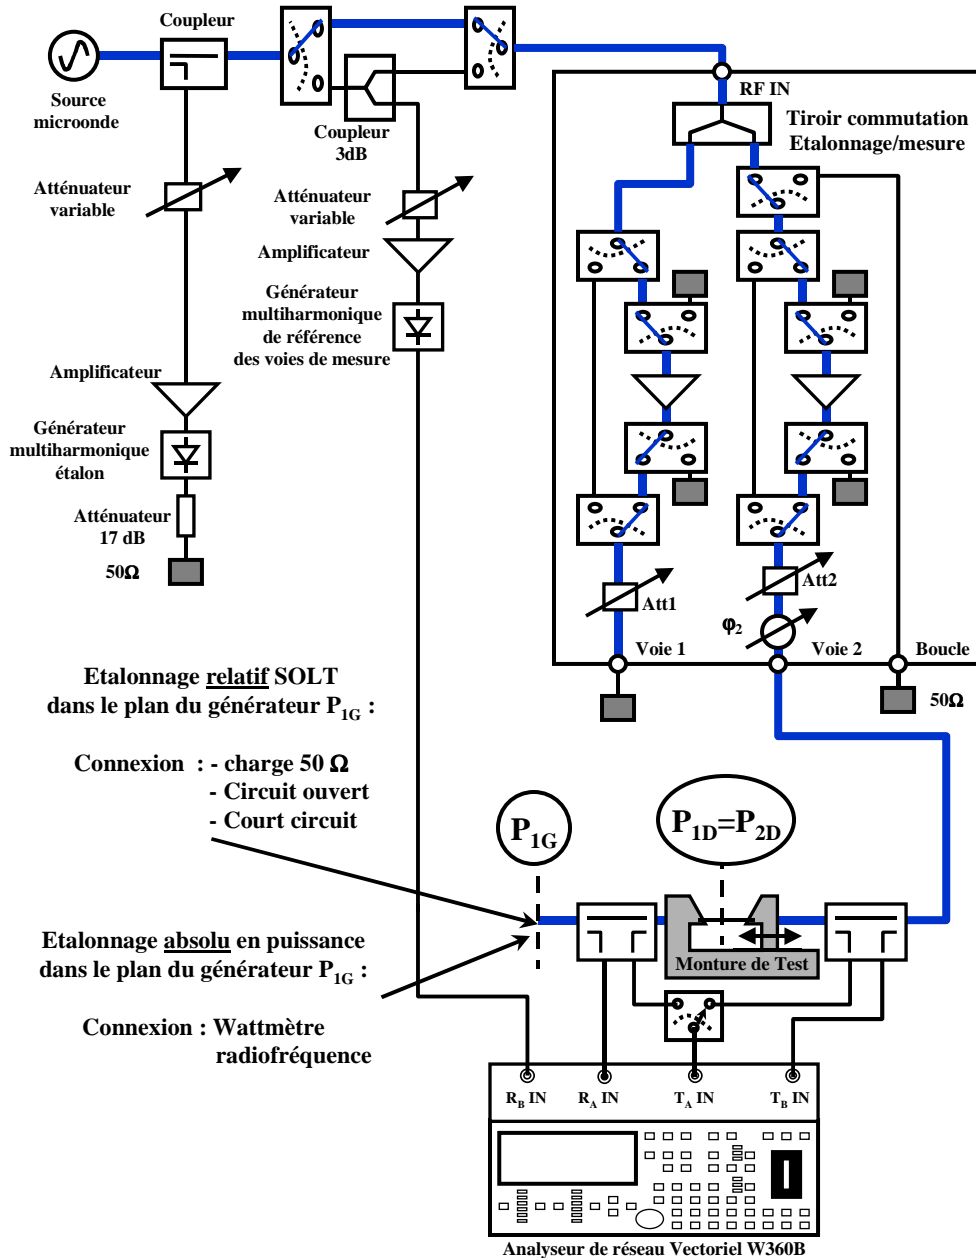 Coupleur
Source
microonde
RF IN
Tiroir commutation
Etalonnage/mesure
Coupleur
3dB
Atténuateur
variable
Atténuateur
variable
Amplificateur
Générateur
multiharmonique
de référence
des voies de mesure
Amplificateur
Générateur
multiharmonique
étalon
Atténuateur
17 dB
50Ω
Att1
Att2
φ2
Voie 1
Voie 2
Boucle
50Ω
Etalonnage relatif SOLT
dans le plan du générateur P1G :
Connexion : - charge 50 Ω
- Circuit ouvert
- Court circuit
P1G
P1D=P2D
Etalonnage absolu en puissance
dans le plan du générateur P1G :
Monture de Test
Connexion : Wattmètre
radiofréquence
RB IN
RA IN
TA IN
TB IN
Analyseur de réseau Vectoriel W360B